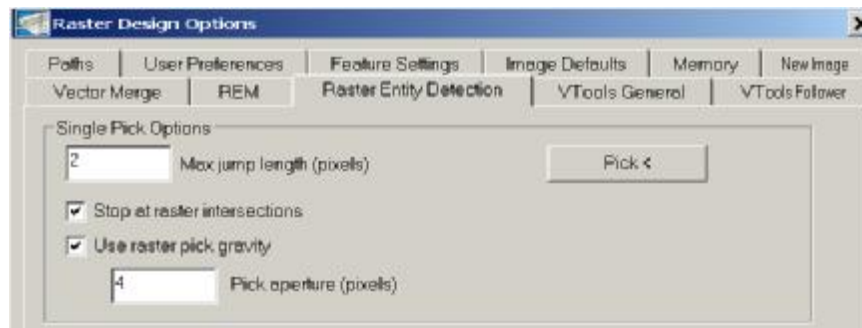 Raster Design Options
Paths User Preferences Feature Settings Image Defaults Memory New Image
Vector Merge REM Raster Entity Detection VTools General VTools Follower
Single Pick Options
2 Max jump length (pixels) Pick <
Stop at raster intersections
Use raster pick gravity
4 Pick aperture (pixels)